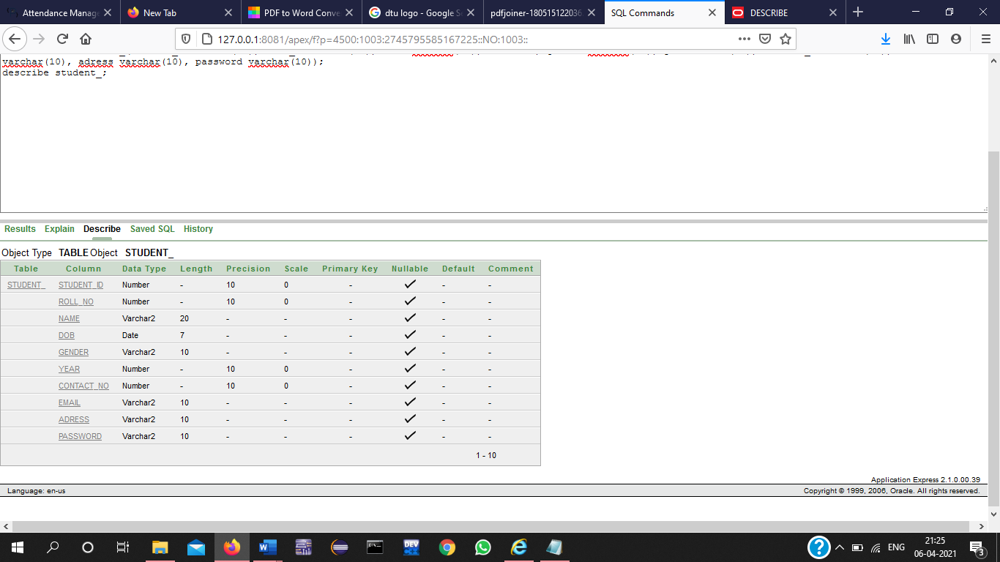 Attendance Manag
New Tab
PDF to Word Conve
dtu logo - Google Se
pdfjoiner-180515122036
SQL Commands
DESCRIBE
127.0.0.1:8081/apex/f?p=4500:1003:2745795585167225::NO:1003::
varchar(10), adress varchar(10), password varchar(10));
describe student_;
Results Explain Describe Saved SQL History
Object Type TABLE Object STUDENT_
Table Column Data Type Length Precision Scale Primary Key Nullable Default Comment
STUDENT_ STUDENT_ID Number - 10 0 - - -
ROLL_NO Number - 10 0 - - -
NAME Varchar2 20 - - - - -
DOB Date 7 - - - - -
GENDER Varchar2 10 - - - - -
YEAR Number - 10 0 - - -
CONTACT_NO Number - 10 0 - - -
EMAIL Varchar2 10 - - - - -
ADRESS Varchar2 10 - - - - -
PASSWORD Varchar2 10 - - - - -
1 - 10
Application Express 2.1.0.00.39
Language: en-us Copyright © 1999, 2006, Oracle. All rights reserved.
W
DEV
ENG
21:25
06-04-2021
3